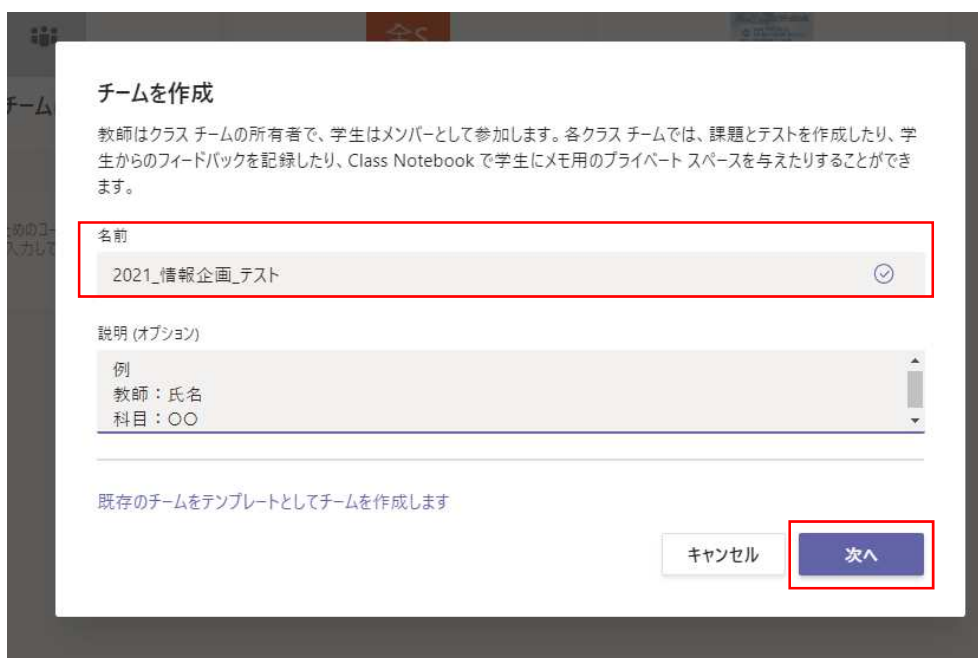 全S
チーム
チームを作成
教師はクラス チームの所有者で、学生はメンバーとして参加します。各クラス チームでは、課題とテストを作成したり、学
生からのフィードバックを記録したり、Class Notebook で学生にメモ用のプライベート スペースを与えたりすることができ
ます。
名前
2021_情報企画_テスト
説明 (オプション)
例
教師：氏名
科目：〇〇
既存のチームをテンプレートとしてチームを作成します
キャンセル
次へ